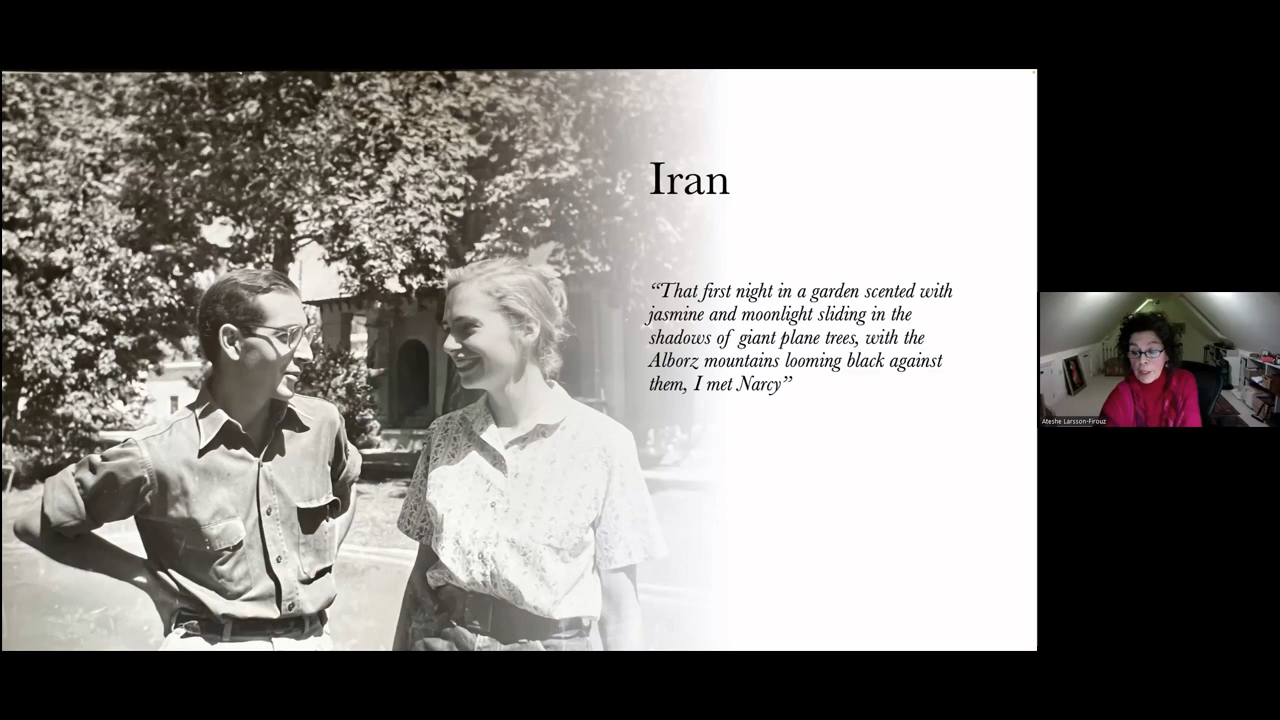 Iran
“That first night in a garden scented with
jasmine and moonlight sliding in the
shadows of giant plane trees, with the
Alborz mountains looming black against
them, I met Narcy”
Ateshe Larsson-Firouz